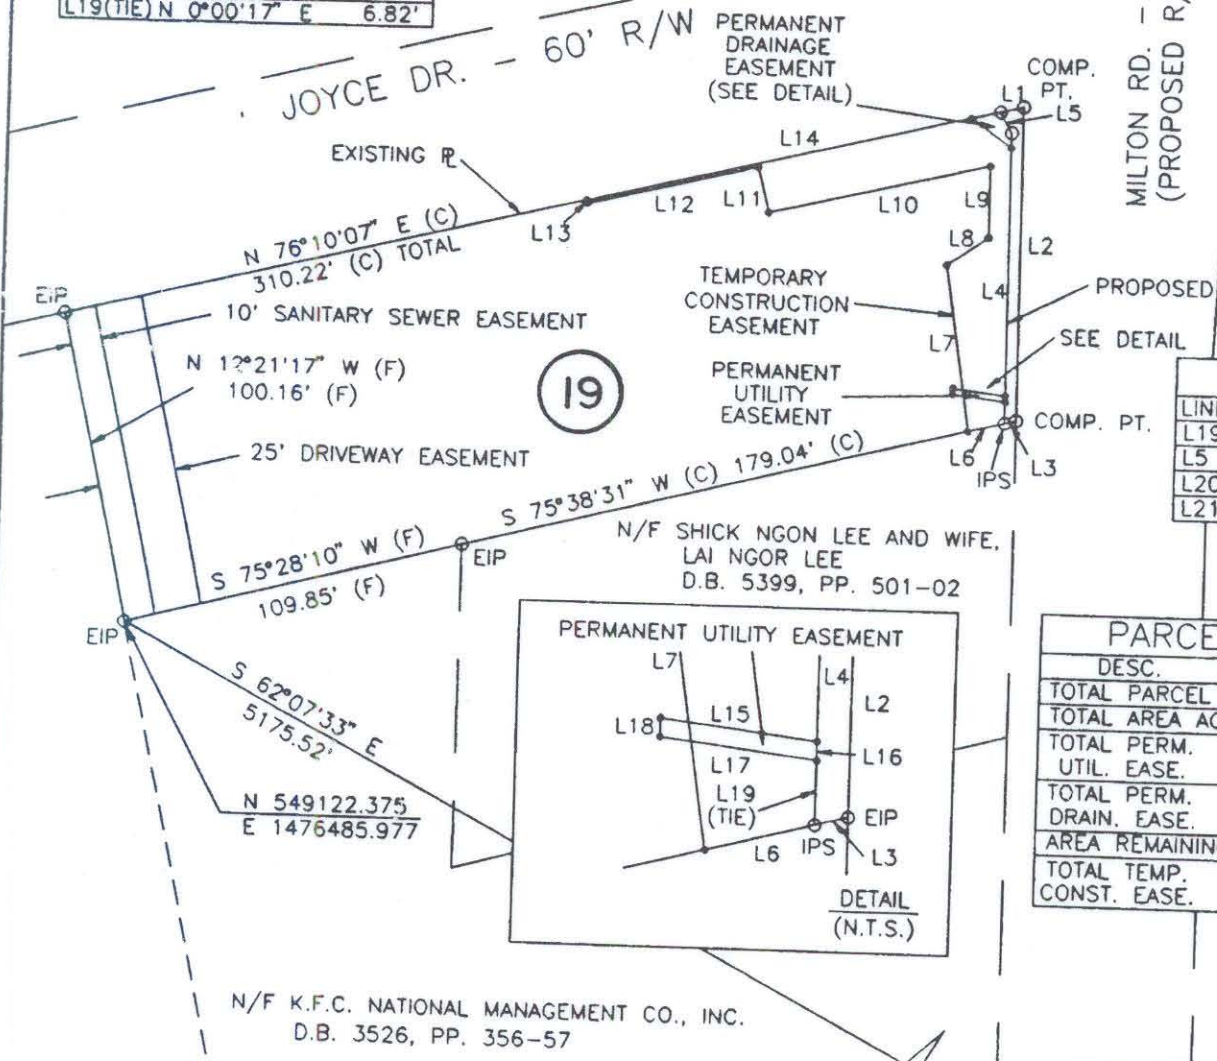 L19(TIE) N 0°00'17" E 6.82'
JOYCE DR. - 60' R/W
PERMANENT
DRAINAGE
EASEMENT
(SEE DETAIL)
COMP.
PT.
MILTON RD. -
(PROPOSED R/
L1
L5
L14
EXISTING PL
L13
L12
L11
L10
L9
L8
L2
N 76°10'07" E (C)
310.22' (C) TOTAL
EIP
10' SANITARY SEWER EASEMENT
TEMPORARY
CONSTRUCTION
EASEMENT
L4
PROPOSED
N 12°21'17" W (F)
100.16' (F)
19
L7
SEE DETAIL
PERMANENT
UTILITY
EASEMENT
COMP. PT.
25' DRIVEWAY EASEMENT
L6
IPS
L3
S 75°38'31" W (C) 179.04' (C)
LIN
L19
L5
L20
L21
S 75°28'10" W (F)
109.85' (F)
EIP
N/F SHICK NGON LEE AND WIFE,
LAI NGOR LEE
D.B. 5399, PP. 501-02
EIP
S 62°07'33" E
5175.52'
N 549122.375
E 1476485.977
PERMANENT UTILITY EASEMENT
L7
L4
L2
L18
L15
L16
L17
L19
(TIE)
EIP
L6
IPS
L3
DETAIL
(N.T.S.)
PARCE
DESC.
TOTAL PARCEL
TOTAL AREA AC
TOTAL PERM.
UTIL. EASE.
TOTAL PERM.
DRAIN. EASE.
AREA REMAINING
TOTAL TEMP.
CONST. EASE.
N/F K.F.C. NATIONAL MANAGEMENT CO., INC.
D.B. 3526, PP. 356-57